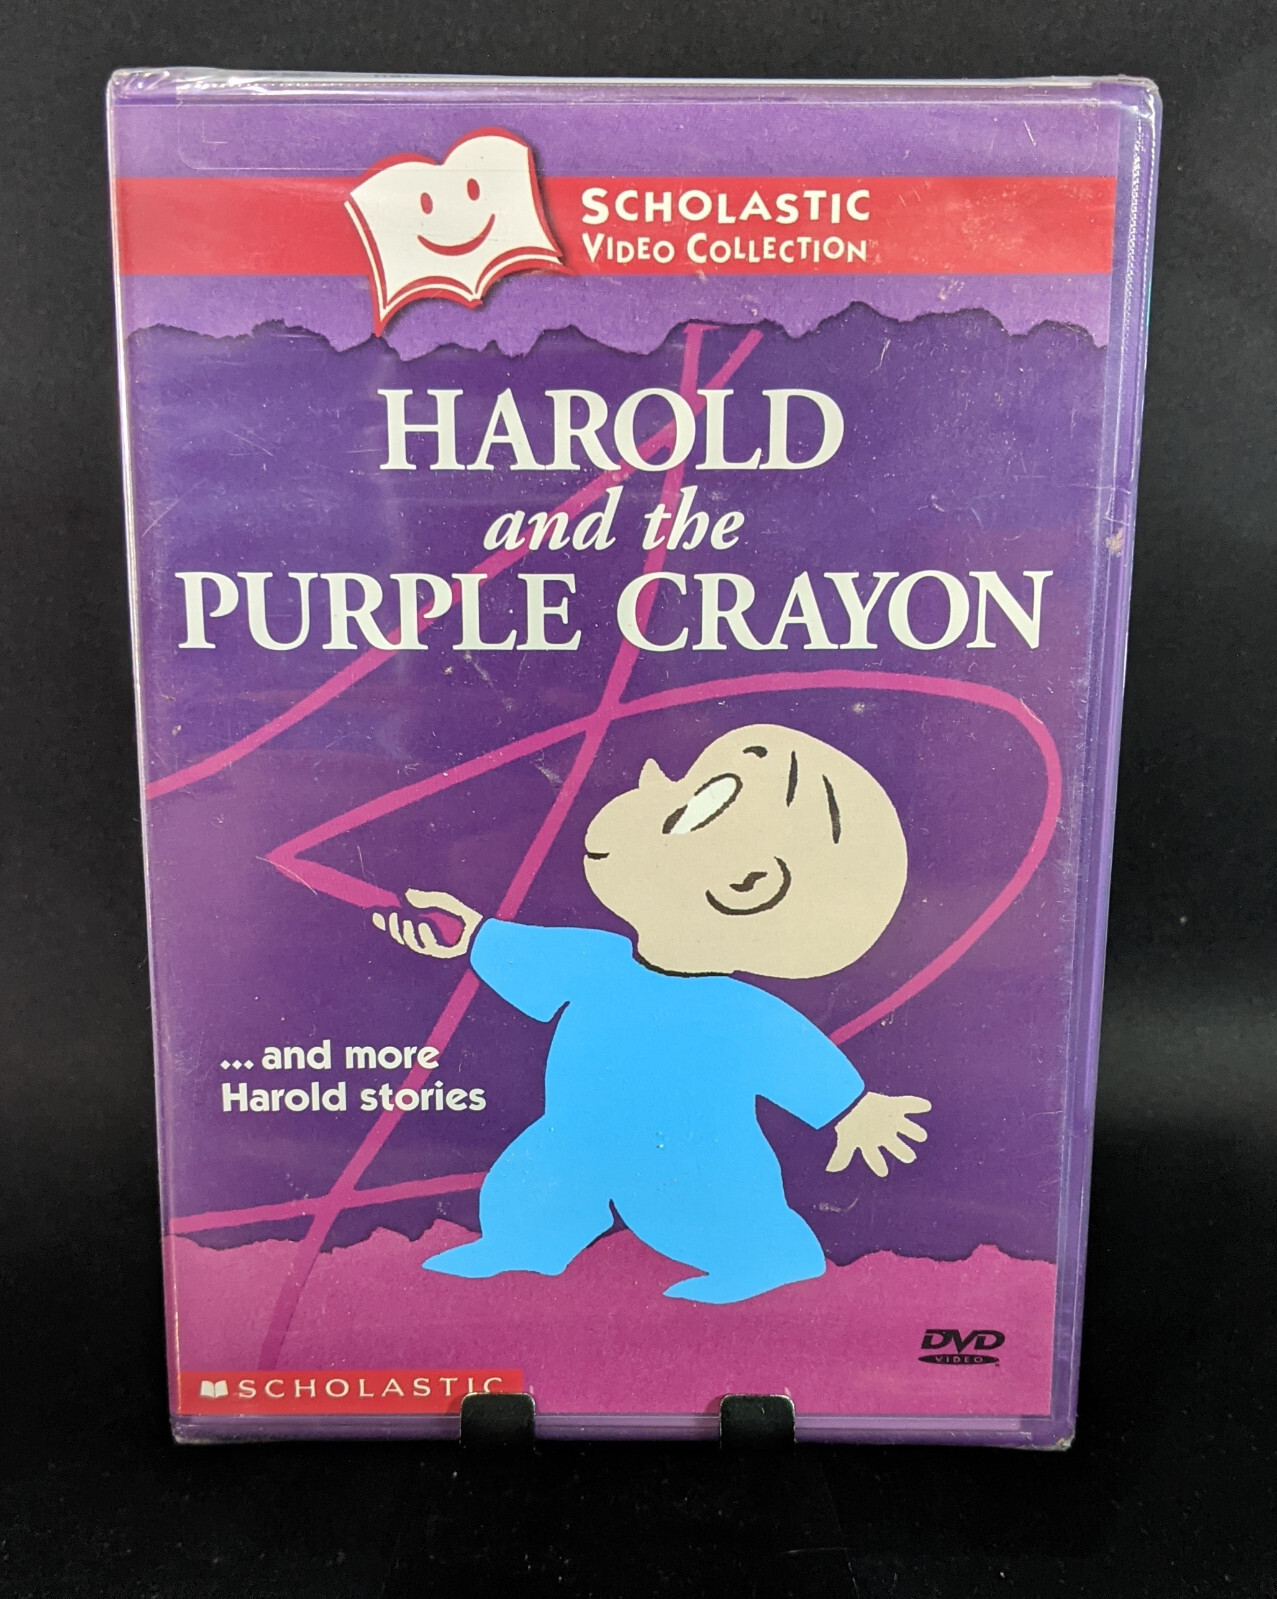 SCHOLASTIC
VIDEO COLLECTION
HAROLD
and the
PURPLE CRAYON
...and more
Harold stories
DVD
VIDEO
SCHOLASTIC